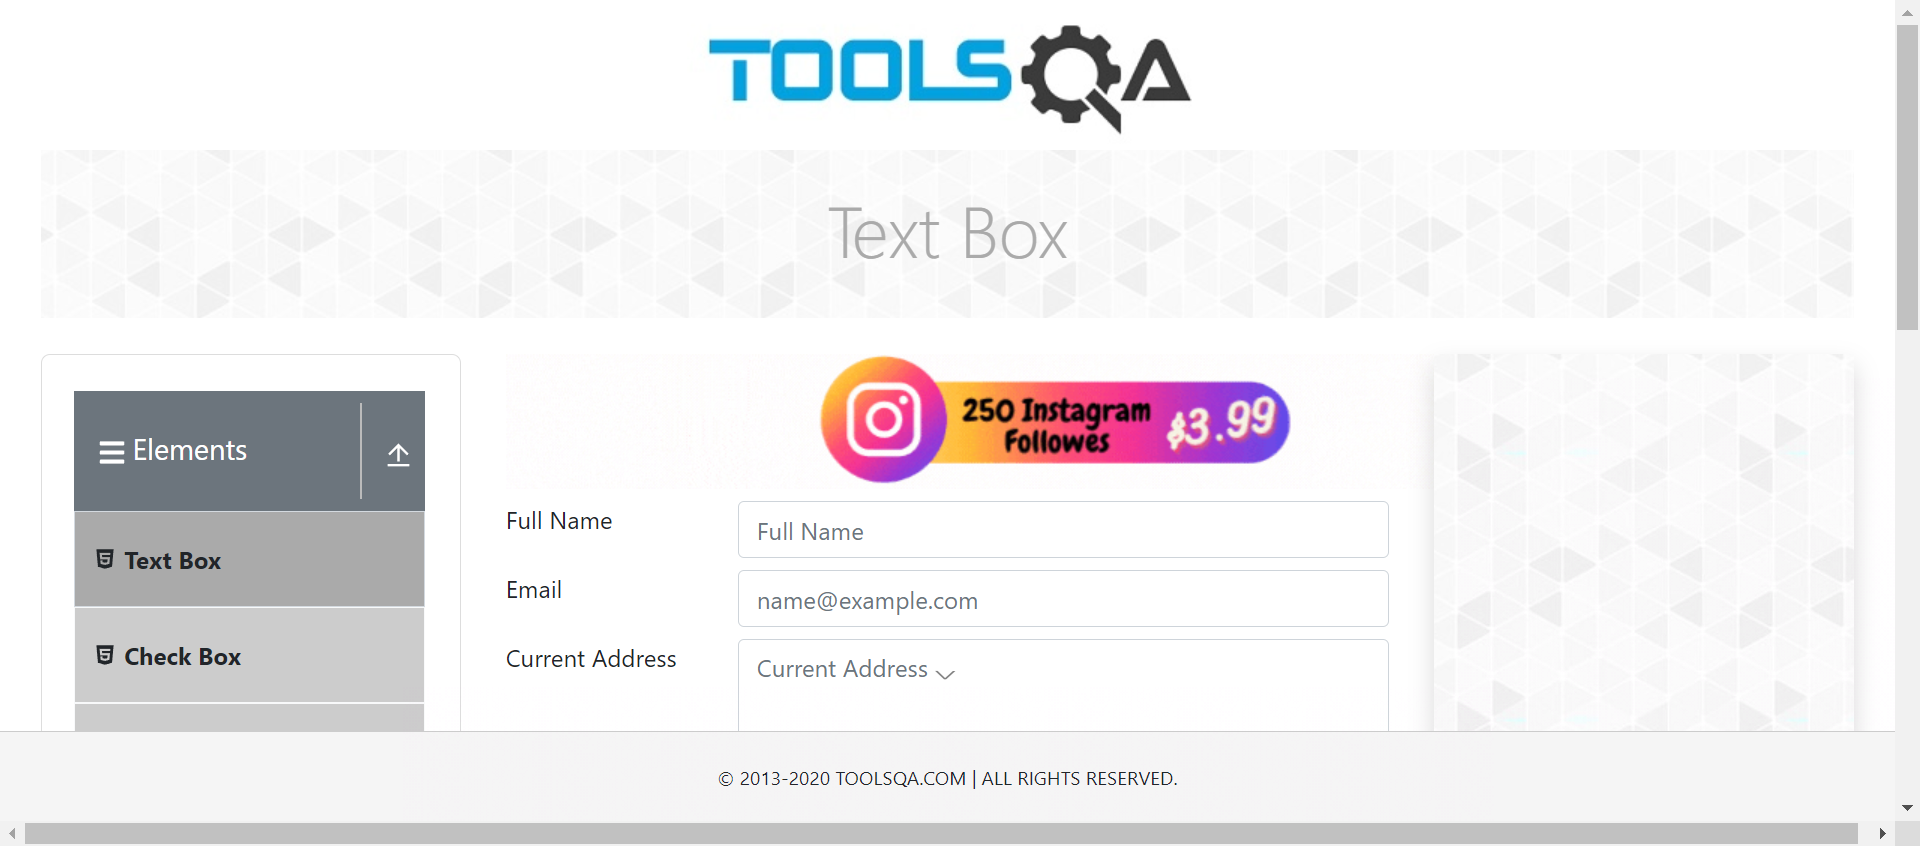 TOOLSQA
Text Box
Elements
250 Instagram
Followes
$3.99
Text Box
Check Box
Full Name
Full Name
Email
name@example.com
Current Address
Current Address
© 2013-2020 TOOLSQA.COM | ALL RIGHTS RESERVED.